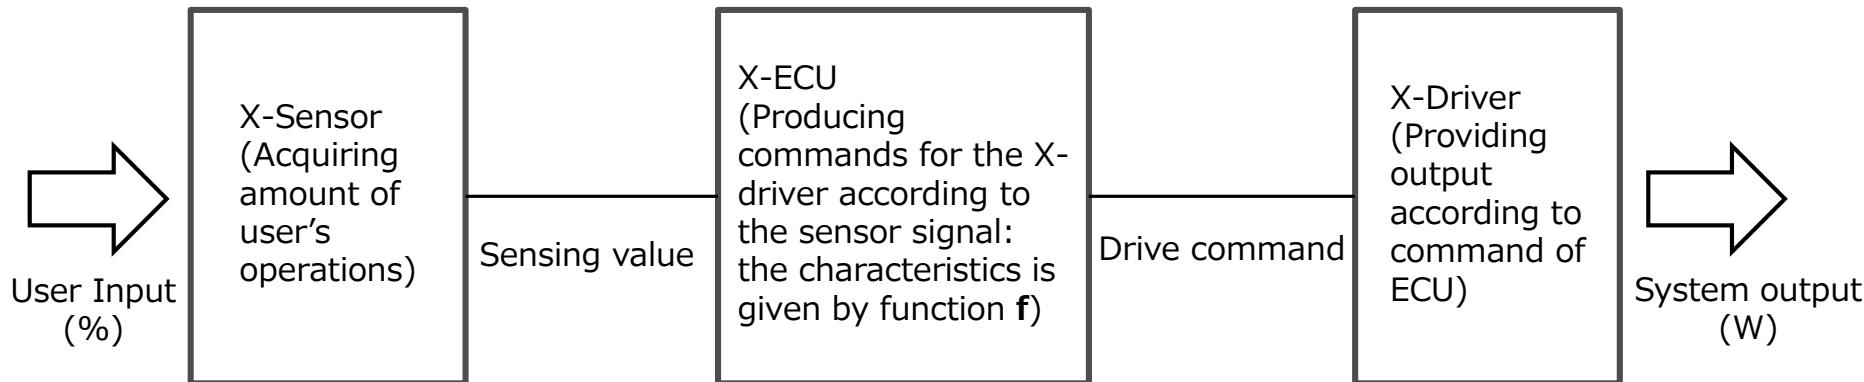 User Input
(%)
X-Sensor
(Acquiring
amount of
user's
operations)
Sensing value
X-ECU
(Producing
commands for the X-
driver according to
the sensor signal:
the characteristics is
given by function f)
Drive command
X-Driver
(Providing
output
according to
command of
ECU)
System output
(W)